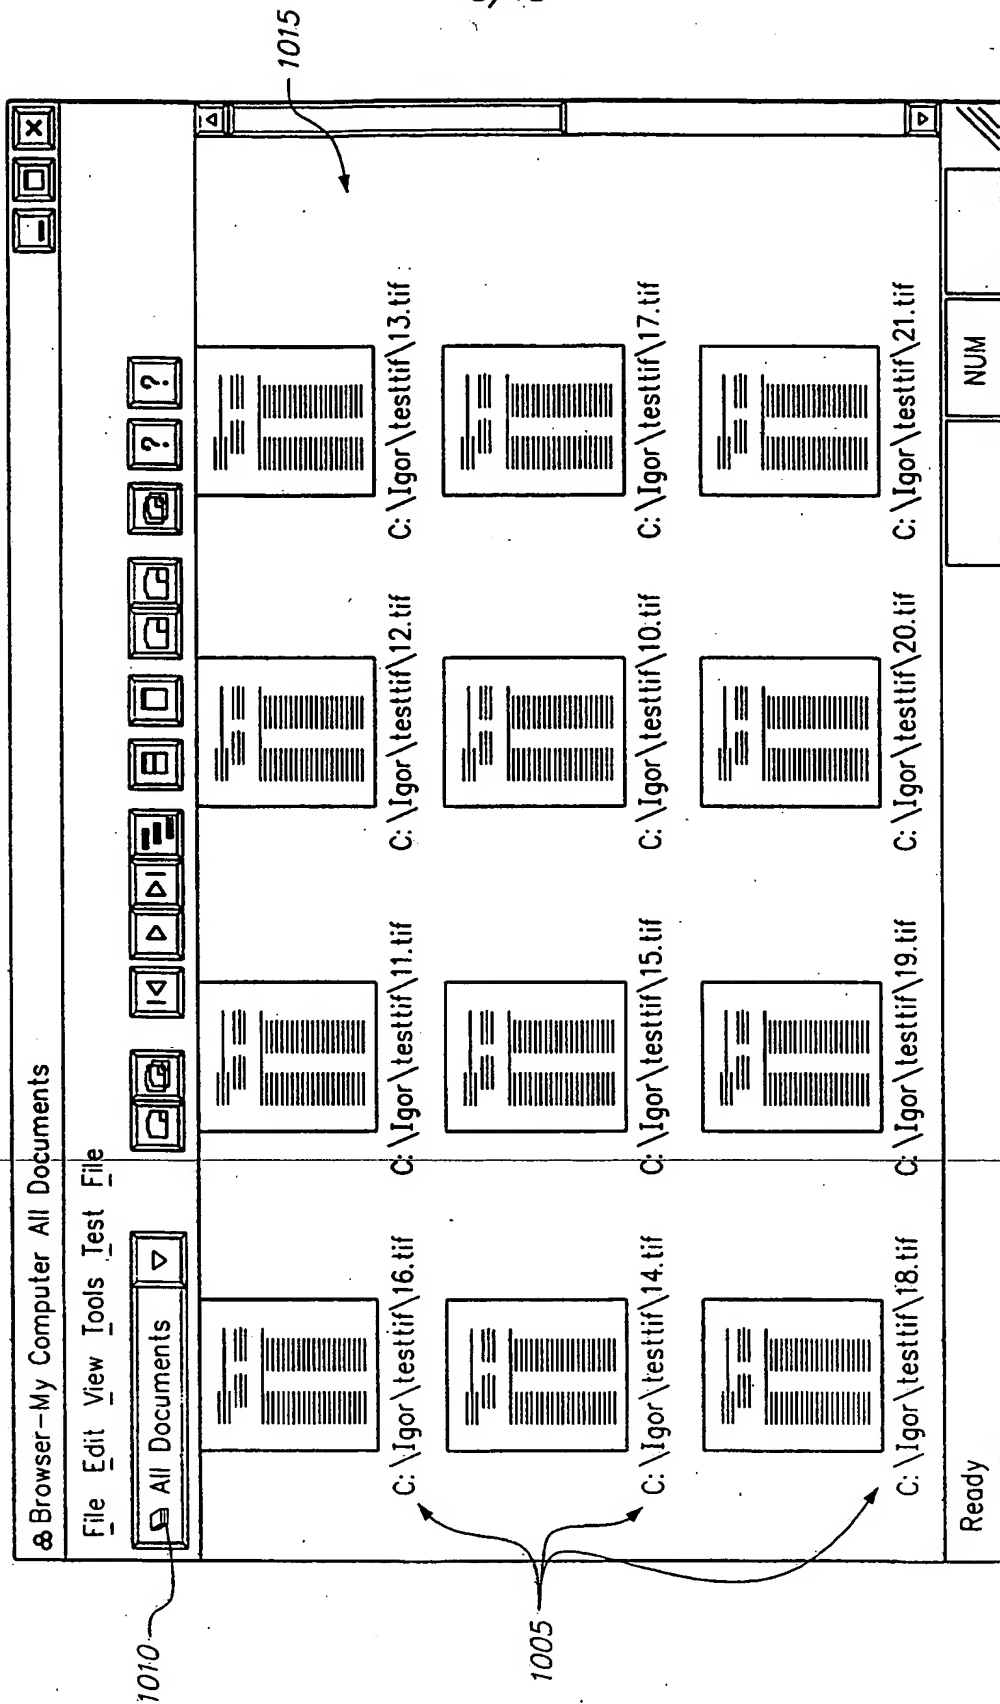 1015
Browser-My Computer All Documents
File Edit View Tools Test File
All Documents
? ?
C:\Igor\testtif\16.tif C:\Igor\testtif\11.tif C:\Igor\testtif\12.tif C:\Igor\testtif\13.tif
C:\Igor\testtif\14.tif C:\Igor\testtif\15.tif C:\Igor\testtif\10.tif C:\Igor\testtif\17.tif
C:\Igor\testtif\18.tif C:\Igor\testtif\19.tif C:\Igor\testtif\20.tif C:\Igor\testtif\21.tif
Ready NUM
1010
1005